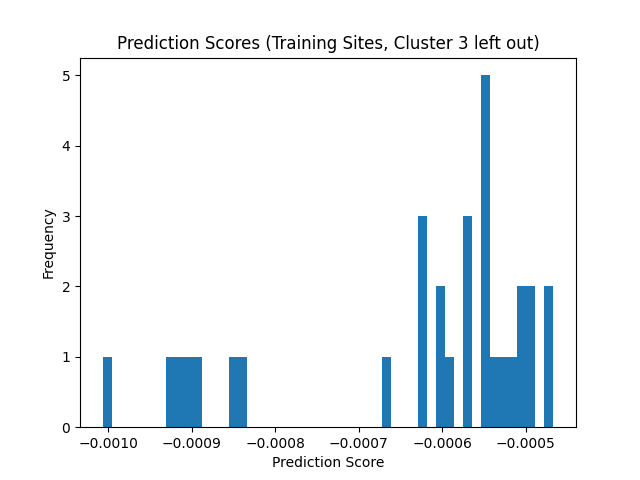 Prediction Scores (Training Sites, Cluster 3 left out)
5
4
3
2
1
0
Frequency
−0.0010 −0.0009 −0.0008 −0.0007 −0.0006 −0.0005
Prediction Score